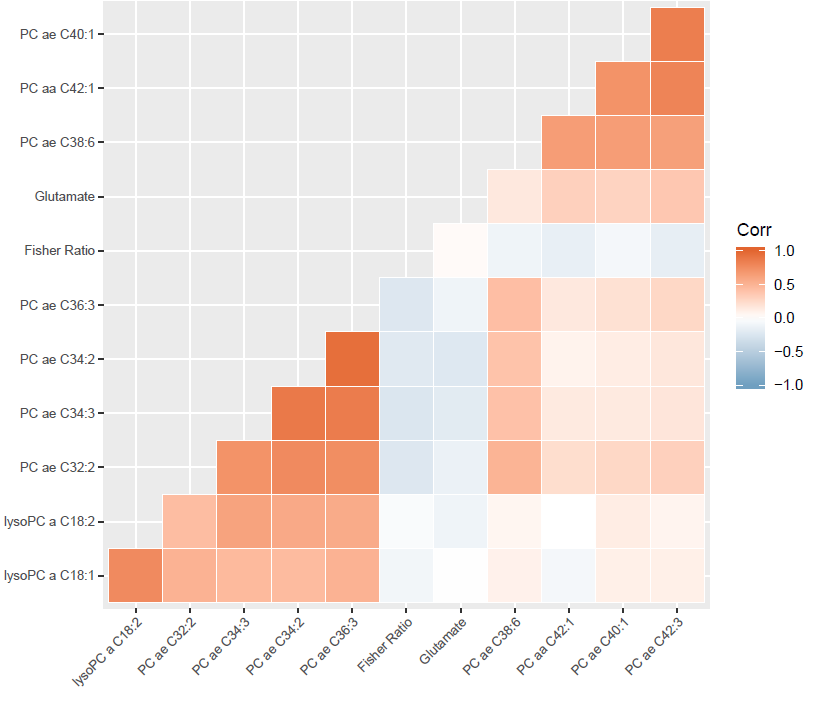 PC ae C40:1
PC aa C42:1
PC ae C38:6
Glutamate
Fisher Ratio
PC ae C36:3
PC ae C34:2
PC ae C34:3
PC ae C32:2
lysoPC a C18:2
lysoPC a C18:1
lysoPC a C18:2
PC ae C32:2
PC ae C34:3
PC ae C34:2
PC ae C36:3
Fisher Ratio
Glutamate
PC ae C38:6
PC aa C42:1
PC ae C40:1
PC ae C42:3
Corr
1.0
0.5
0.0
−0.5
−1.0